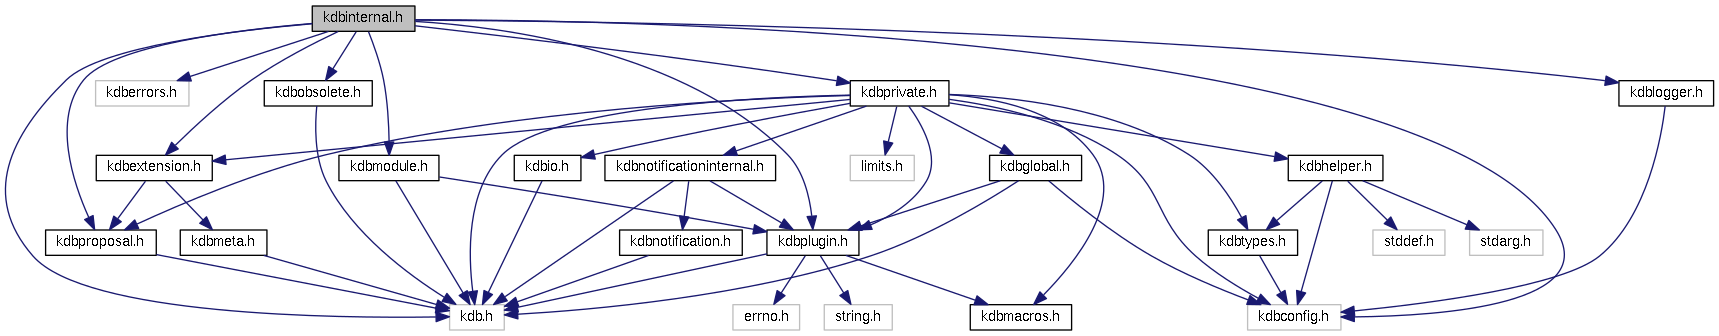 kdbinternal.h
kdberrors.h
kdbobsolete.h
kdbprivate.h
kdblogger.h
kdbextension.h
kdbmodule.h
kdbio.h
kdbnotificationinternal.h
limits.h
kdbglobal.h
kdbhelper.h
kdbproposal.h
kdbmeta.h
kdbnotification.h
kdbplugin.h
kdbtypes.h
stddef.h
stdarg.h
kdb.h
errno.h
string.h
kdbmacros.h
kdbconfig.h